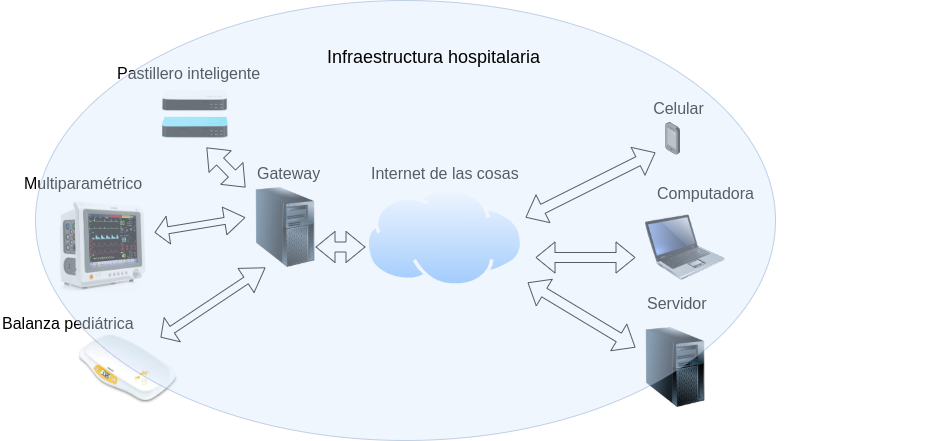 Infraestructura hospitalaria
Pastillero inteligente
Celular
Multiparamétrico
Gateway
Internet de las cosas
Computadora
Balanza pediátrica
Servidor